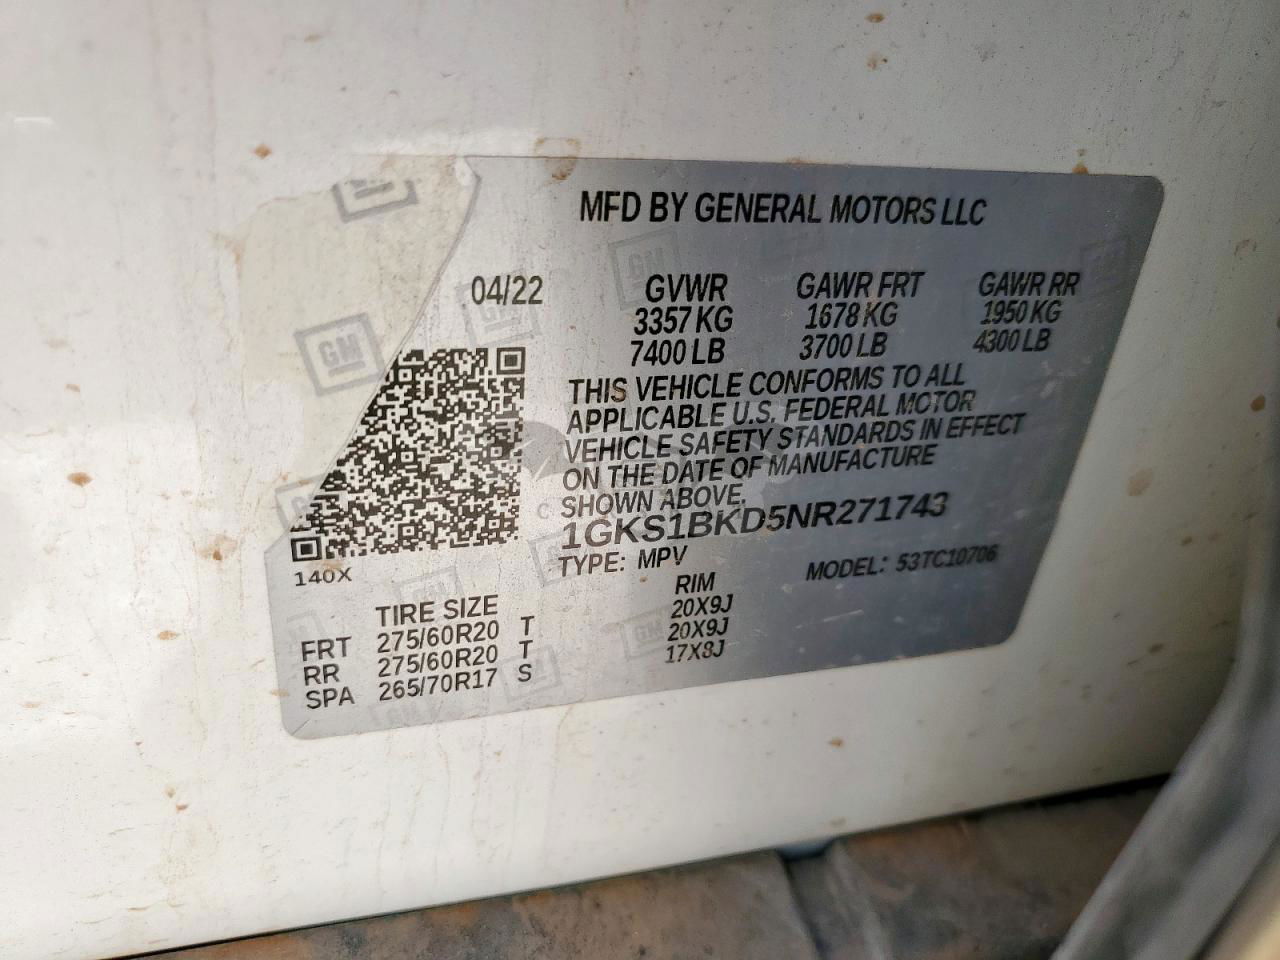 MFD BY GENERAL MOTORS LLC
04/22
GVWR GAWR FRT GAWR RR
3357 KG 1678 KG 1950 KG
7400 LB 3700 LB 4300 LB
THIS VEHICLE CONFORMS TO ALL
APPLICABLE U.S. FEDERAL MOTOR
VEHICLE SAFETY STANDARDS IN EFFECT
ON THE DATE OF MANUFACTURE
SHOWN ABOVE.
1GKS1BKD5NR271743
TYPE: MPV MODEL: 53TC10706
140X
TIRE SIZE RIM
FRT 275/60R20 T 20X9J
RR 275/60R20 T 20X9J
SPA 265/70R17 S 17X8J
GM
GM